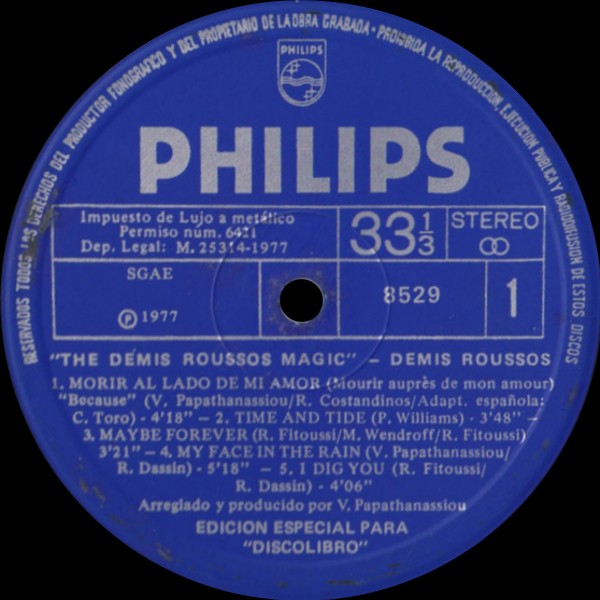 RESERVADOS TODOS LOS DERECHOS DEL PRODUCTOR FONOGRAFICO Y DEL PROPIETARIO DE LA OBRA GRABADA · PROHIBIDA LA REPRODUCCION, EJECUCION PUBLICA Y RADIODIFUSION DE ESTOS DISCOS
PHILIPS
PHILIPS
Impuesto de Lujo a metálico
Permiso núm. 6421
Dep. Legal: M. 25314-1977
33 1/3
STEREO
SGAE
℗ 1977
8529
1
"THE DEMIS ROUSSOS MAGIC" – DEMIS ROUSSOS
1. MORIR AL LADO DE MI AMOR (Mourir auprès de mon amour)
"Because" (V. Papathanassiou/R. Costandinos/Adapt. española:
C. Toro) - 4'18" – 2. TIME AND TIDE (P. Williams) - 3'48" –
3. MAYBE FOREVER (R. Fitoussi/M. Wendroff/R. Fitoussi)
3'21" – 4. MY FACE IN THE RAIN (V. Papathanassiou/
R. Dassin) - 5'18" – 5. I DIG YOU (R. Fitoussi/
R. Dassin) - 4'06"
Arreglado y producido por V. Papathanassiou
EDICION ESPECIAL PARA
"DISCOLIBRO"